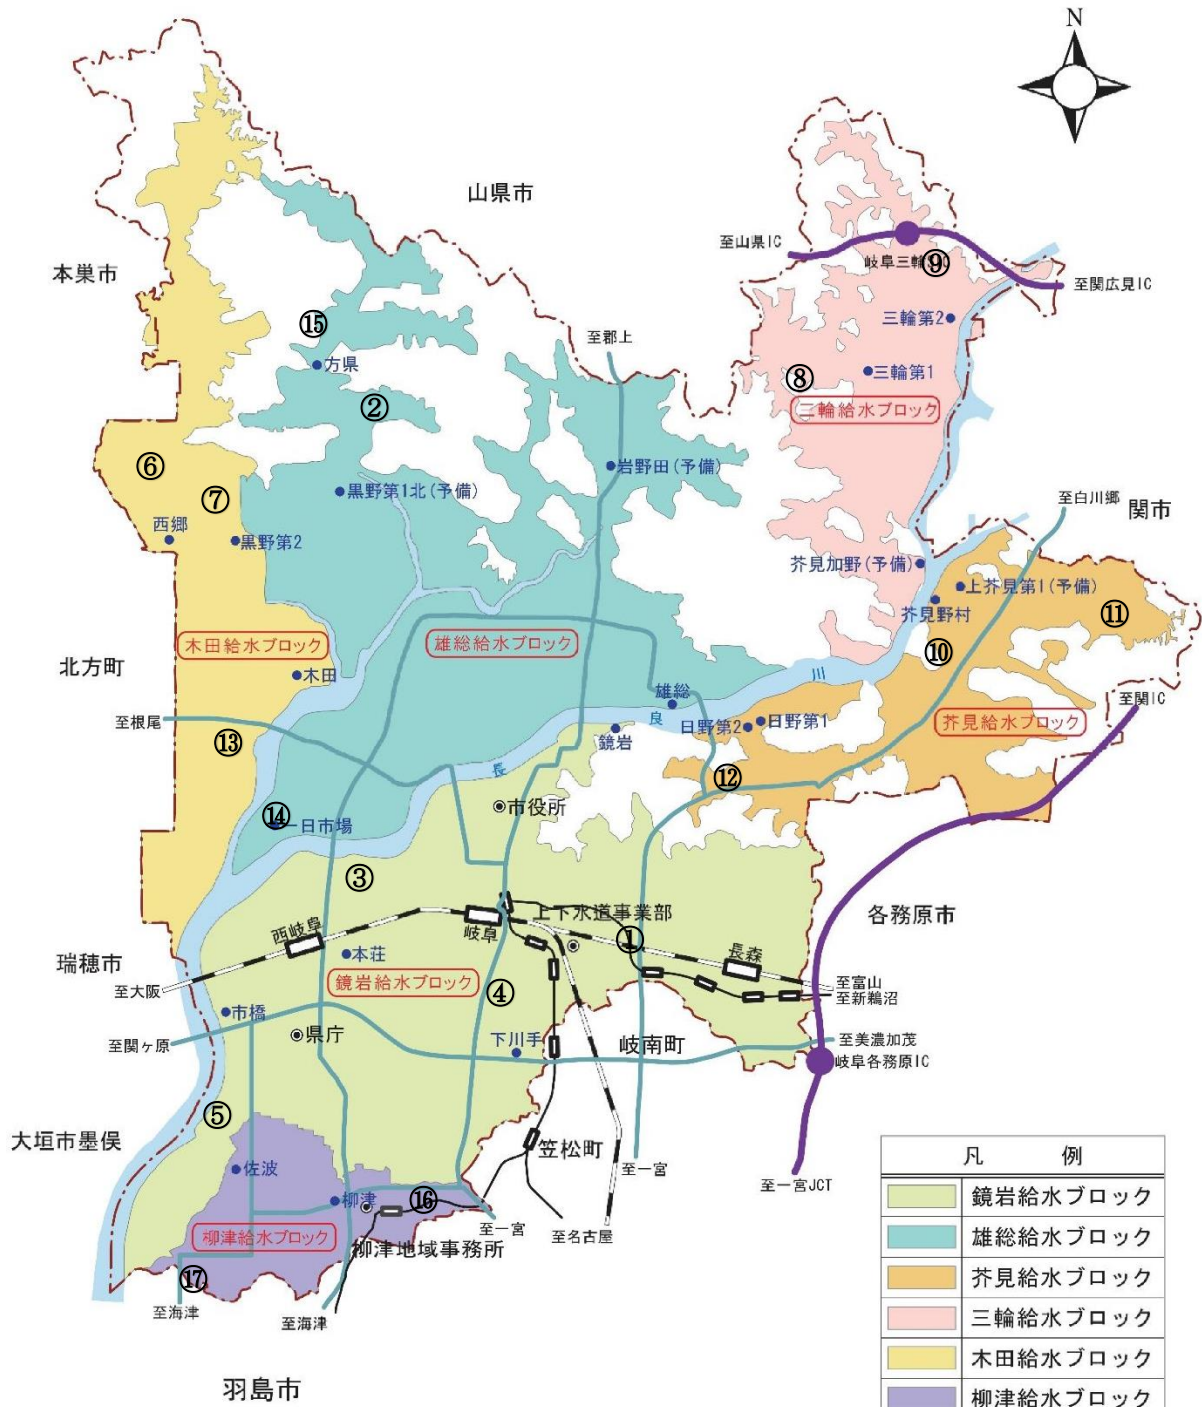 N
山県市
至山県IC
岐阜三輪SIC
⑨
至関広見IC
本巣市
三輪第2
⑮
至郡上
方県
⑧
三輪第1
②
三輪給水ブロック
⑥
岩野田(予備)
⑦
黒野第1北(予備)
至白川郷
関市
西郷
黒野第2
芥見加野(予備)
上芥見第1(予備)
芥見野村
⑪
木田給水ブロック
雄総給水ブロック
⑩
北方町
木田
川
雄総
至関IC
至根尾
良
日野第2
日野第1
芥見給水ブロック
⑬
鏡岩
長
⑫
市役所
⑭
一日市場
③
上下水道事業部
各務原市
西岐阜
岐阜
①
長森
瑞穂市
本荘
鏡岩給水ブロック
至大阪
④
至富山
至新鵜沼
市橋
県庁
下川手
岐南町
至関ヶ原
至美濃加茂
岐阜各務原IC
⑤
大垣市墨俣
笠松町
佐波
至一宮
至一宮JCT
柳津
⑯
柳津給水ブロック
柳津地域事務所
至一宮
至名古屋
⑰
至海津
至海津
羽島市
凡 例
鏡岩給水ブロック
雄総給水ブロック
芥見給水ブロック
三輪給水ブロック
木田給水ブロック
柳津給水ブロック